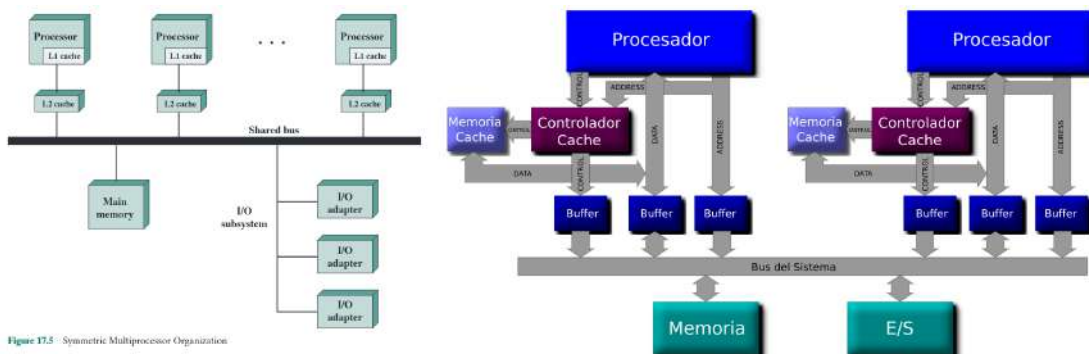 Processor
L1 cache
Processor
L1 cache
. . .
Processor
L1 cache
L2 cache
L2 cache
L2 cache
Shared bus
Main
memory
I/O
subsystem
I/O
adapter
I/O
adapter
I/O
adapter
Figure 17.5 Symmetric Multiprocessor Organization
Procesador
CONTROL
ADDRESS
Memoria
Cache
CONTROL
Controlador
Cache
DATA
ADDRESS
CONTROL
DATA
Buffer
Buffer
Buffer
Procesador
CONTROL
ADDRESS
Memoria
Cache
CONTROL
Controlador
Cache
DATA
ADDRESS
CONTROL
DATA
Buffer
Buffer
Buffer
Bus del Sistema
Memoria
E/S